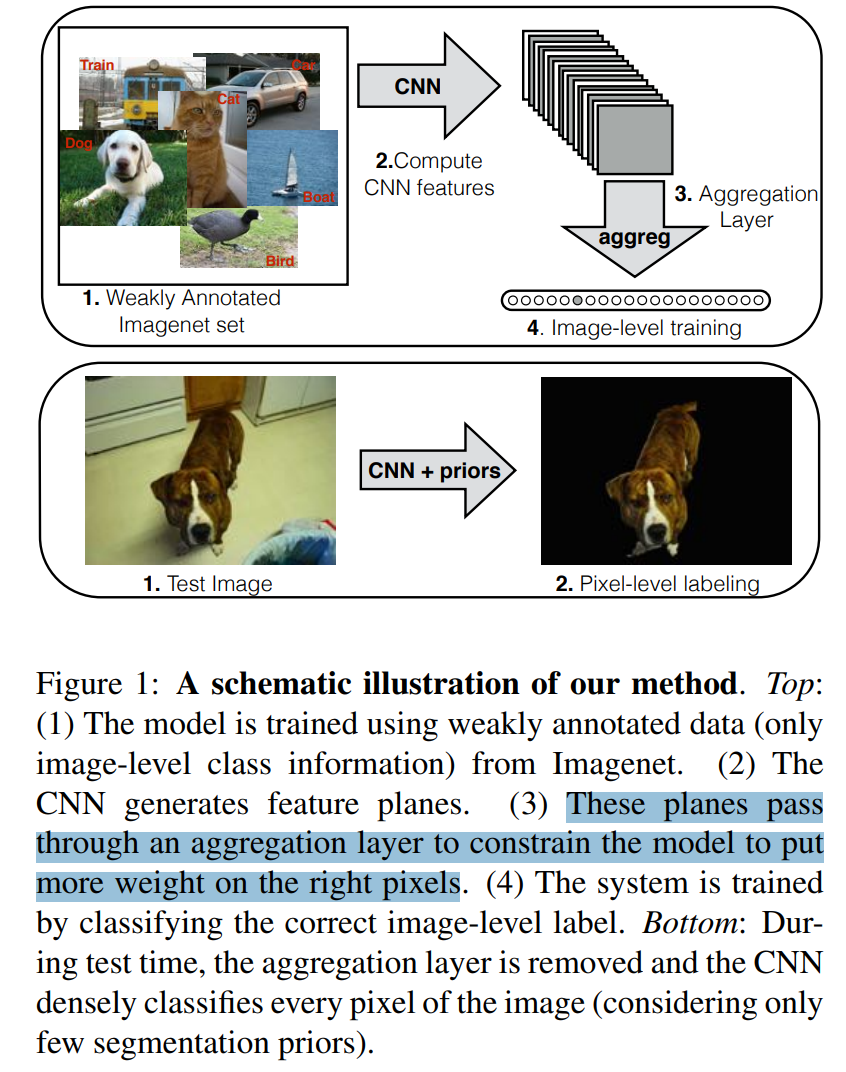 Train
Car
Cat
Dog
Boat
Bird
CNN
2.Compute
CNN features
3. Aggregation
Layer
aggreg
1. Weakly Annotated
Imagenet set
4. Image-level training
CNN + priors
1. Test Image
2. Pixel-level labeling
Figure 1: A schematic illustration of our method. Top:
(1) The model is trained using weakly annotated data (only
image-level class information) from Imagenet. (2) The
CNN generates feature planes. (3) These planes pass
through an aggregation layer to constrain the model to put
more weight on the right pixels. (4) The system is trained
by classifying the correct image-level label. Bottom: Dur-
ing test time, the aggregation layer is removed and the CNN
densely classifies every pixel of the image (considering only
few segmentation priors).